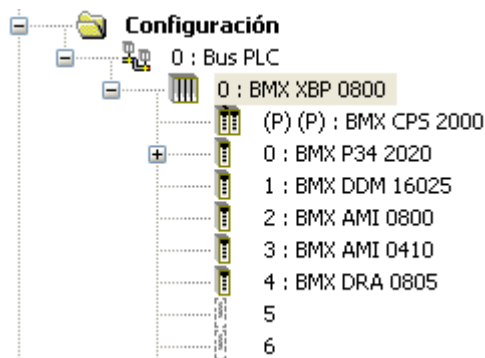 Configuración
0 : Bus PLC
0 : BMX XBP 0800
(P) (P) : BMX CPS 2000
0 : BMX P34 2020
1 : BMX DDM 16025
2 : BMX AMI 0800
3 : BMX AMI 0410
4 : BMX DRA 0805
5
6